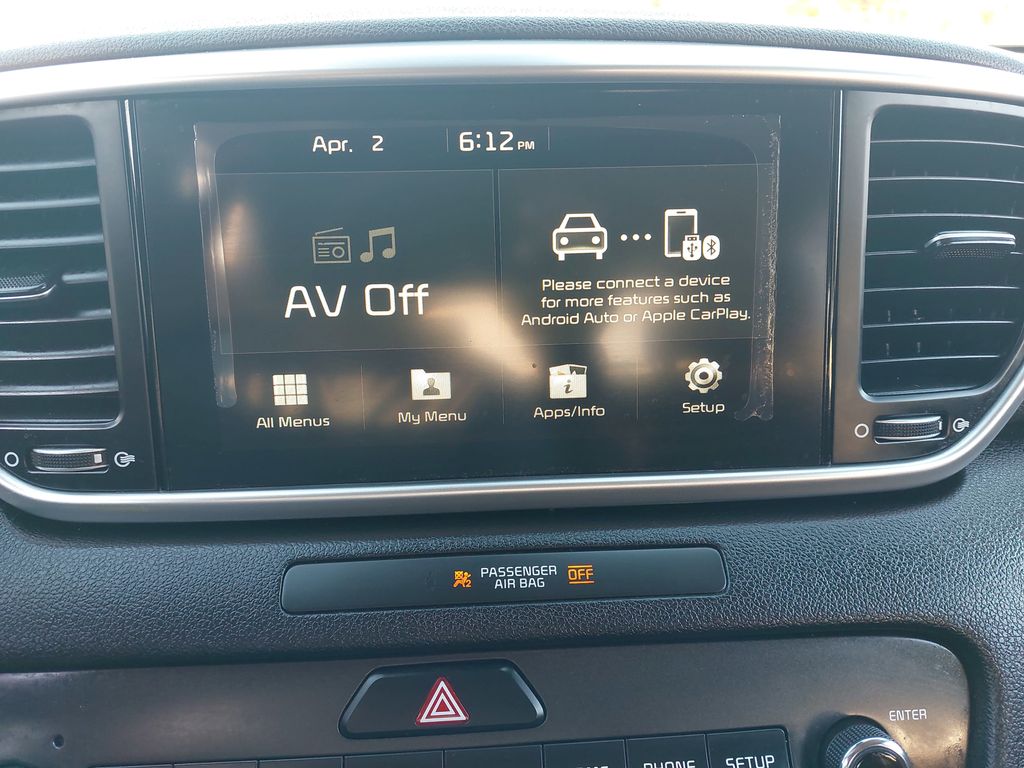 Apr. 2 6:12 PM
AV Off
Please connect a device
for more features such as
Android Auto or Apple CarPlay.
All Menus My Menu Apps/Info Setup
PASSENGER
AIR BAG OFF
ENTER
PHONE SETUP